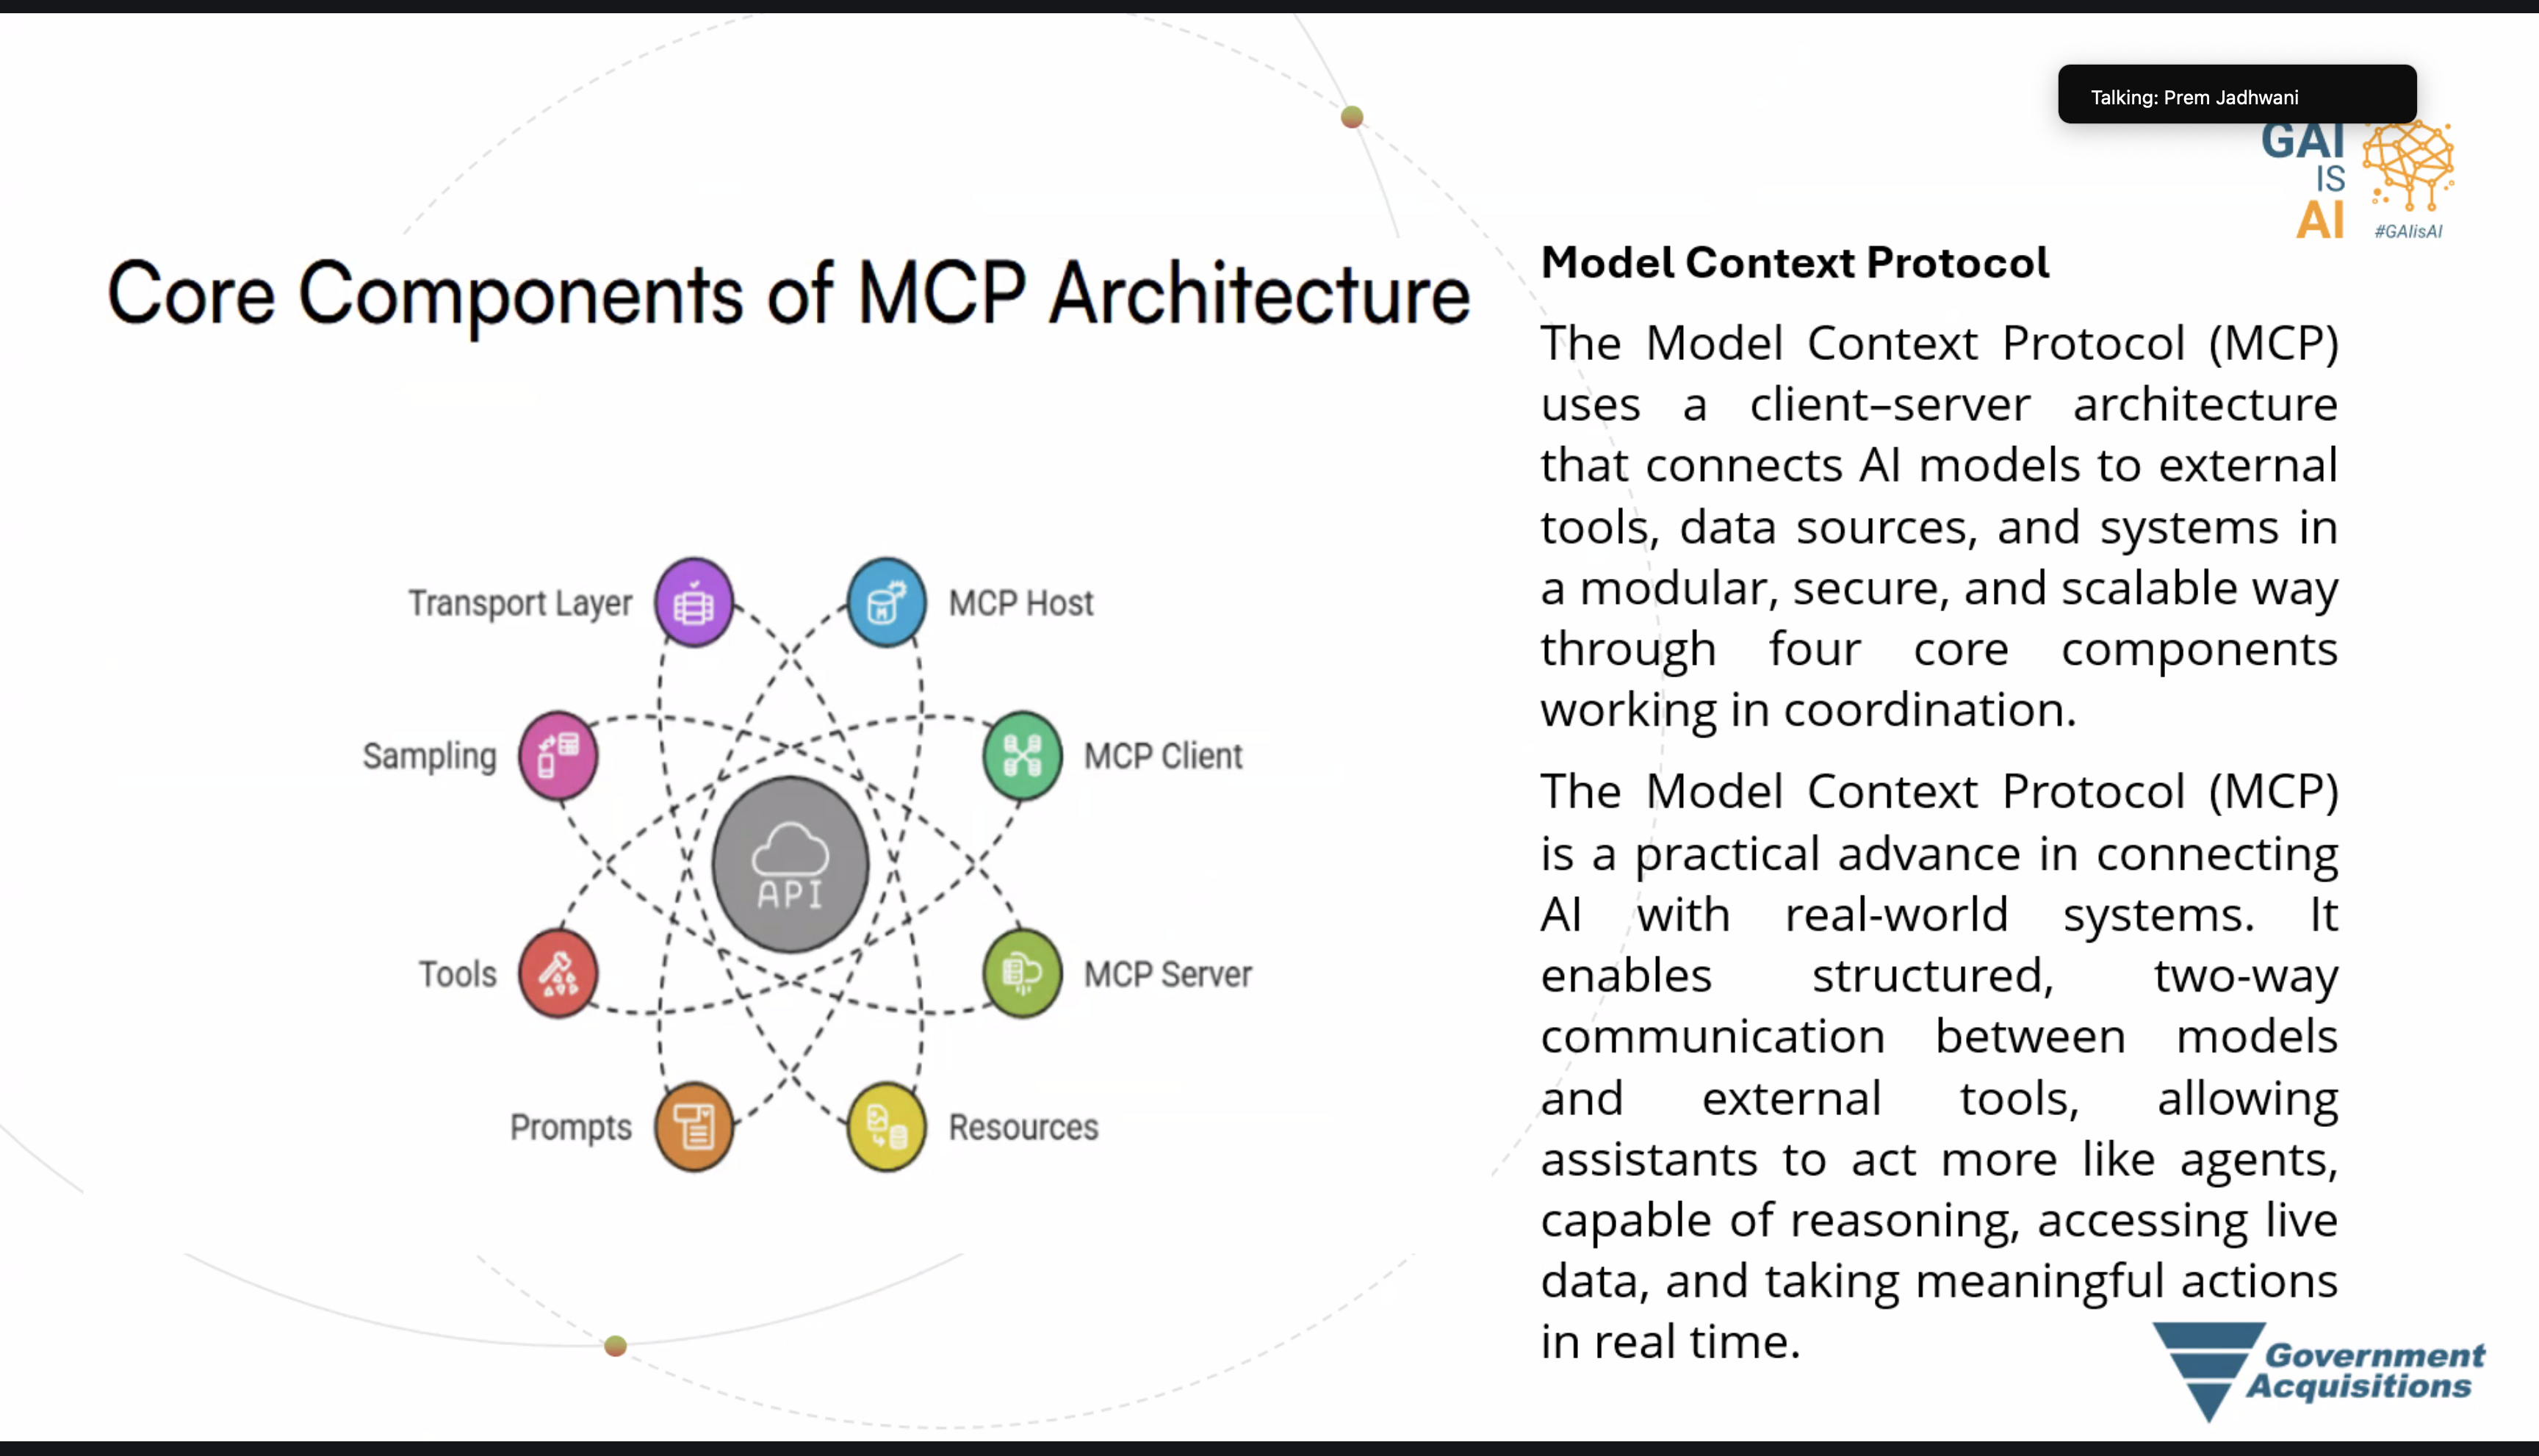 Talking: Prem Jadhwani
GAI
IS
AI
#GAIisAI
Core Components of MCP Architecture
Transport Layer
MCP Host
Sampling
MCP Client
API
Tools
MCP Server
Prompts
Resources
Model Context Protocol
The Model Context Protocol (MCP)
uses a client–server architecture
that connects AI models to external
tools, data sources, and systems in
a modular, secure, and scalable way
through four core components
working in coordination.
The Model Context Protocol (MCP)
is a practical advance in connecting
AI with real-world systems. It
enables structured, two-way
communication between models
and external tools, allowing
assistants to act more like agents,
capable of reasoning, accessing live
data, and taking meaningful actions
in real time.
Government
Acquisitions